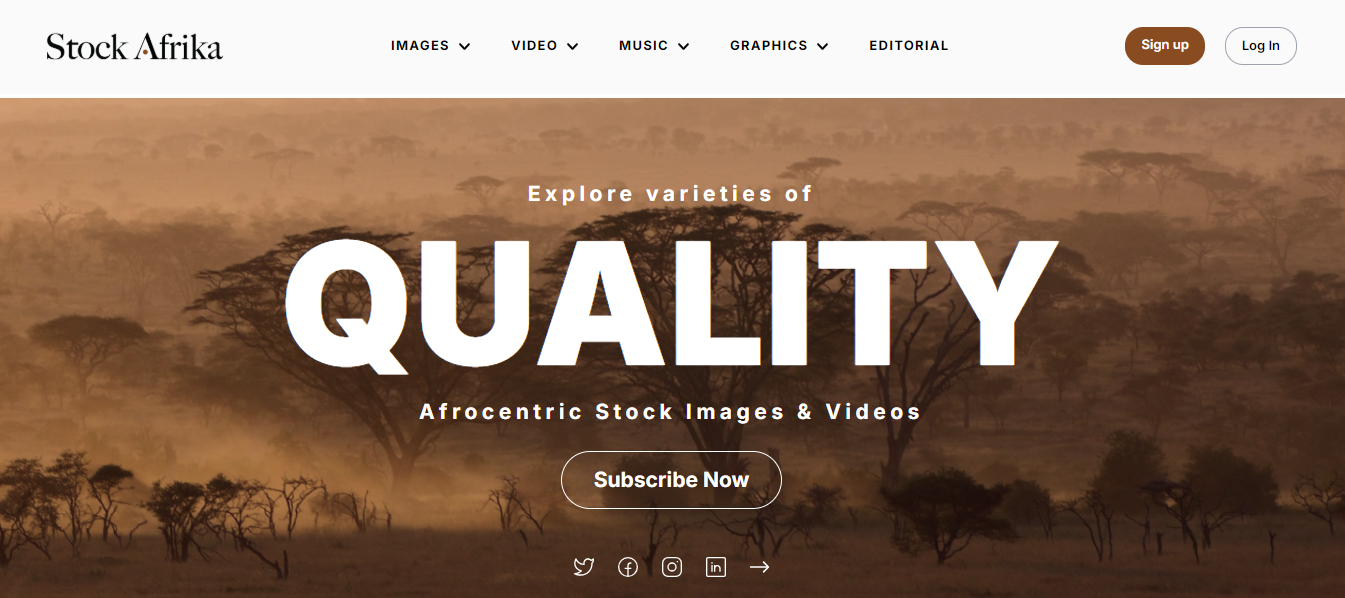 Stock Afrika
IMAGES
VIDEO
MUSIC
GRAPHICS
EDITORIAL
Sign up
Log In
Explore varieties of
QUALITY
Afrocentric Stock Images & Videos
Subscribe Now